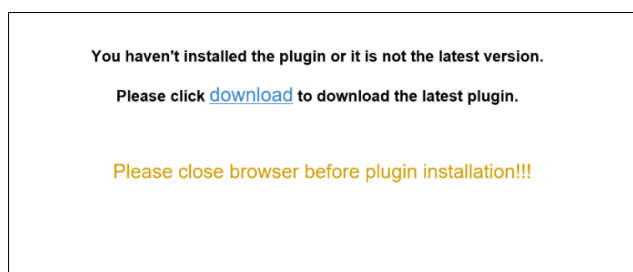 You haven't installed the plugin or it is not the latest version.
Please click download to download the latest plugin.
Please close browser before plugin installation!!!